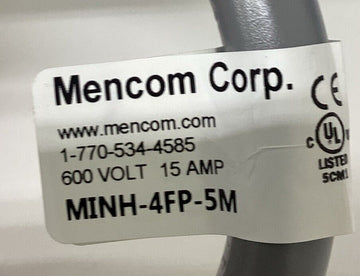 Mencom Corp.
www.mencom.com
1-770-534-4585
600 VOLT 15 AMP
MINH-4FP-5M
CE
c UL
LISTED